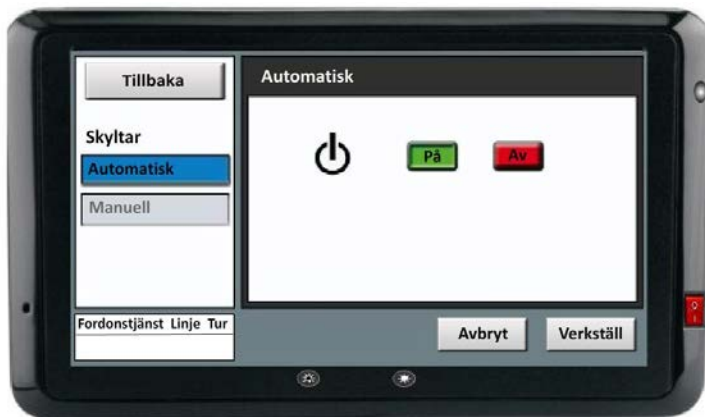 Tillbaka
Automatisk
Skyltar
Automatisk
På
Av
Manuell
Fordonstjänst Linje Tur
Avbryt
Verkställ